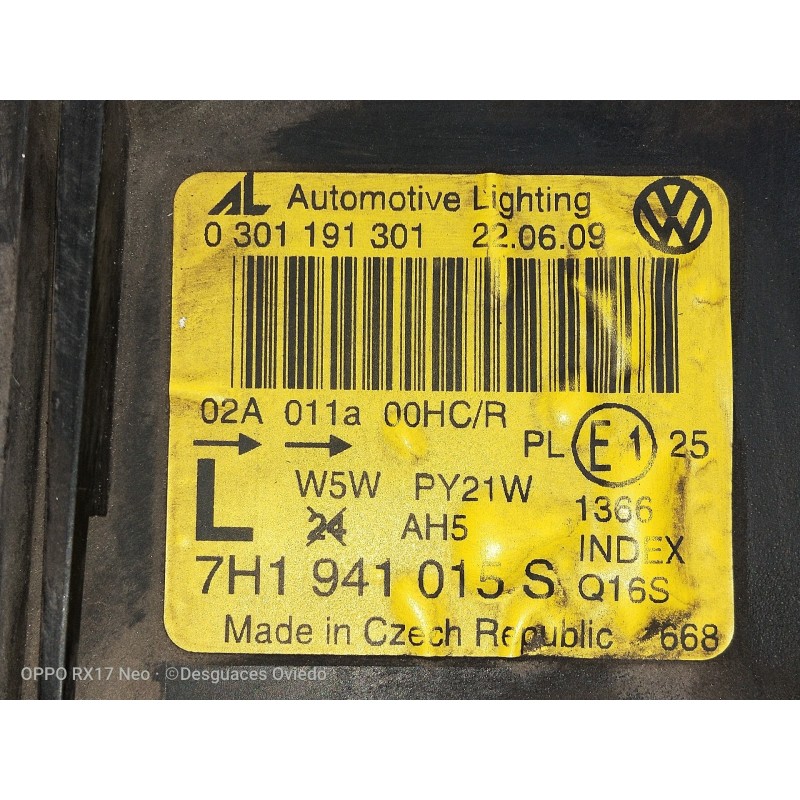 AL Automotive Lighting
0 301 191 301 22.06.09
02A 011a 00HC/R
PL E1 25
L W5W PY21W 1366
24 AH5 INDEX
7H1 941 015 S Q16S
Made in Czech Republic 668
OPPO RX17 Neo · ©Desguaces Oviedo